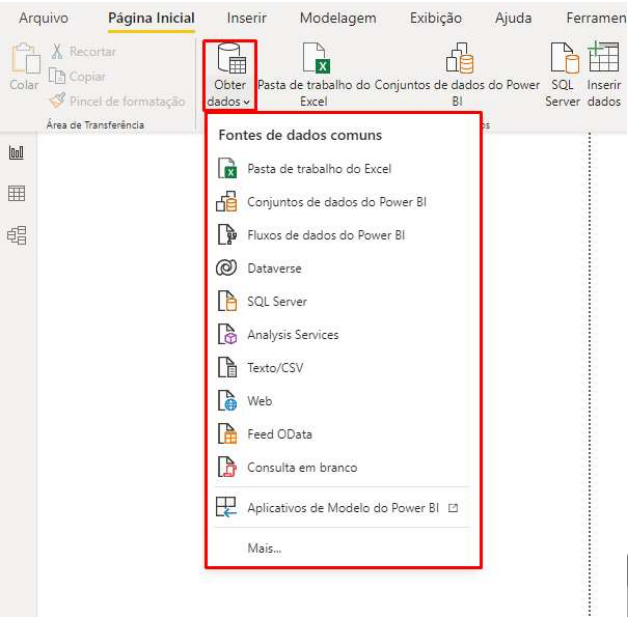 Arquivo Página Inicial Inserir Modelagem Exibição Ajuda Ferramen
Colar
Recortar
Copiar
Pincel de formatação
Área de Transferência
Obter
dados
Pasta de trabalho do
Excel
Conjuntos de dados do Power
BI
SQL
Server
Inserir
dados
os
Fontes de dados comuns
Pasta de trabalho do Excel
Conjuntos de dados do Power BI
Fluxos de dados do Power BI
Dataverse
SQL Server
Analysis Services
Texto/CSV
Web
Feed OData
Consulta em branco
Aplicativos de Modelo do Power BI
Mais...